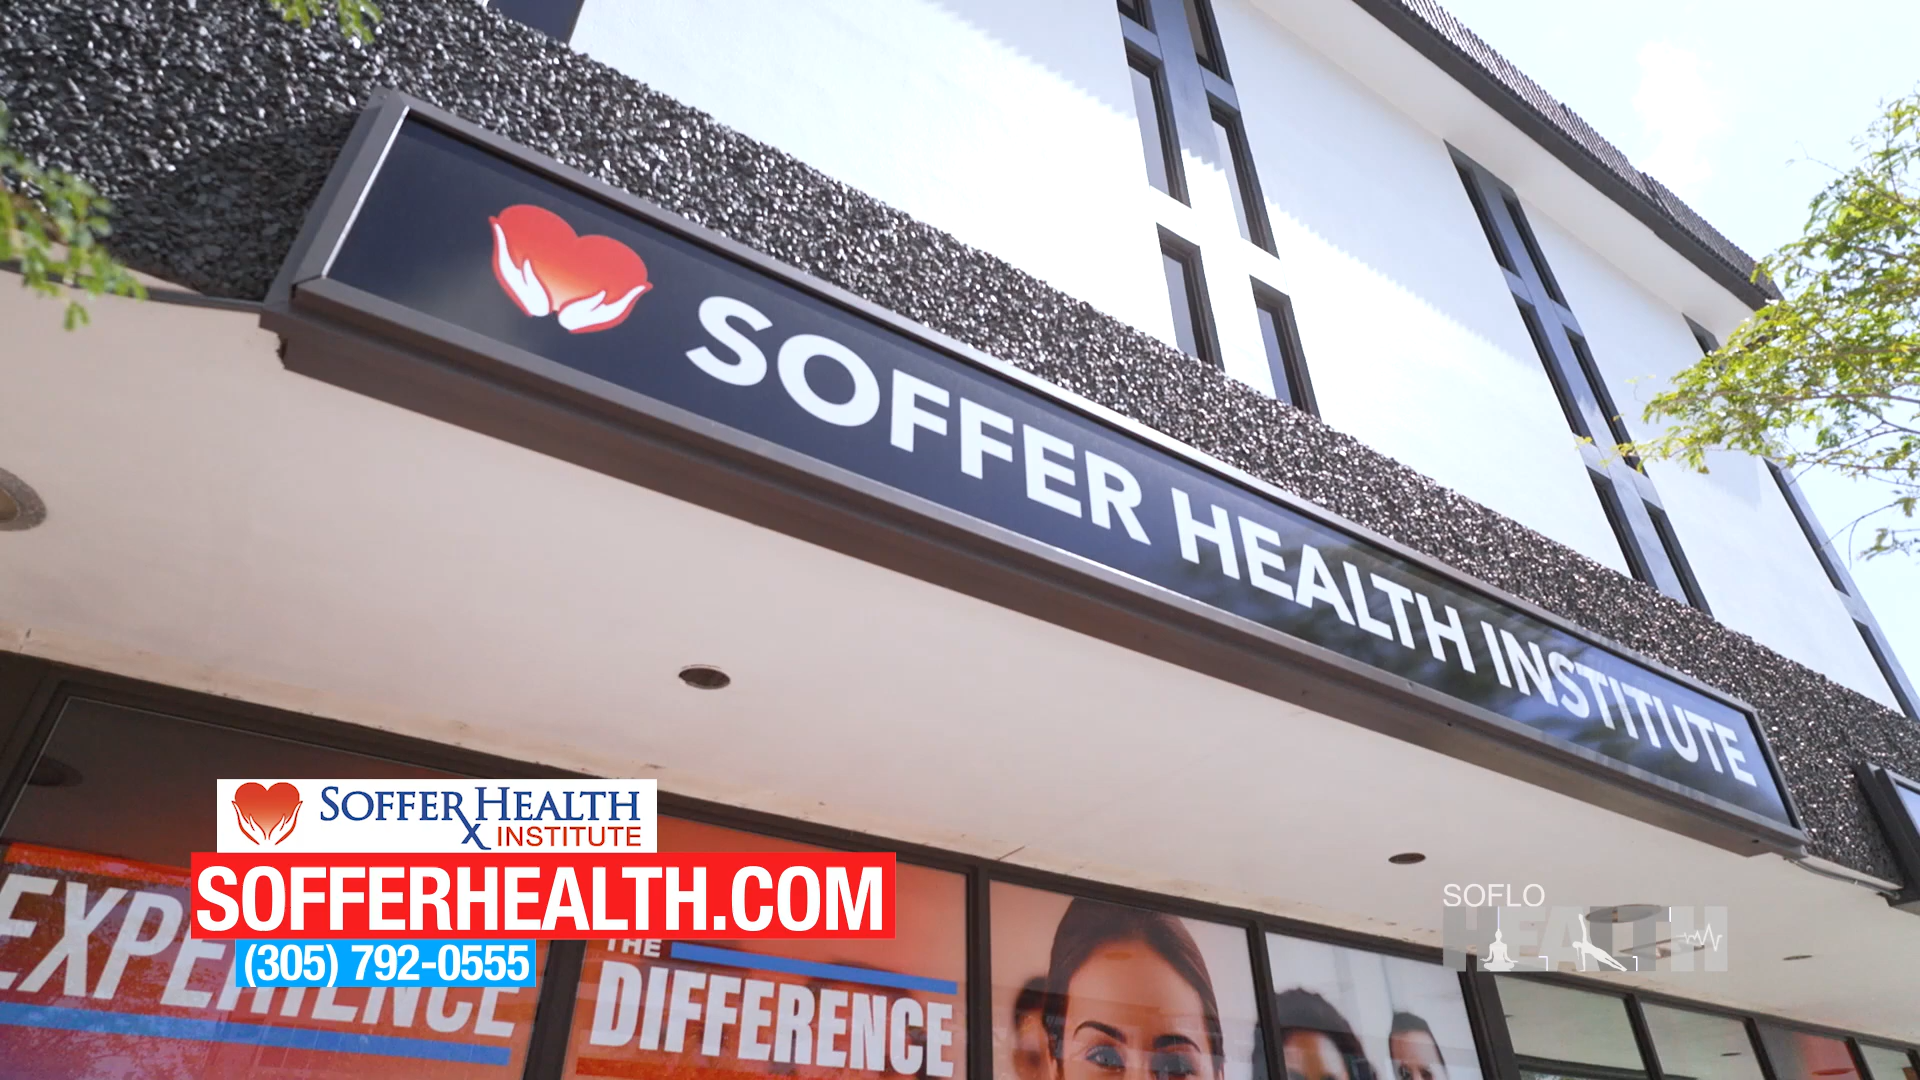 SOFFER HEALTH INSTITUTE
SOFFER HEALTH
INSTITUTE
SOFFERHEALTH.COM
(305) 792-0555
EXPERIENCE
THE
DIFFERENCE
SOFLO
HEALTH